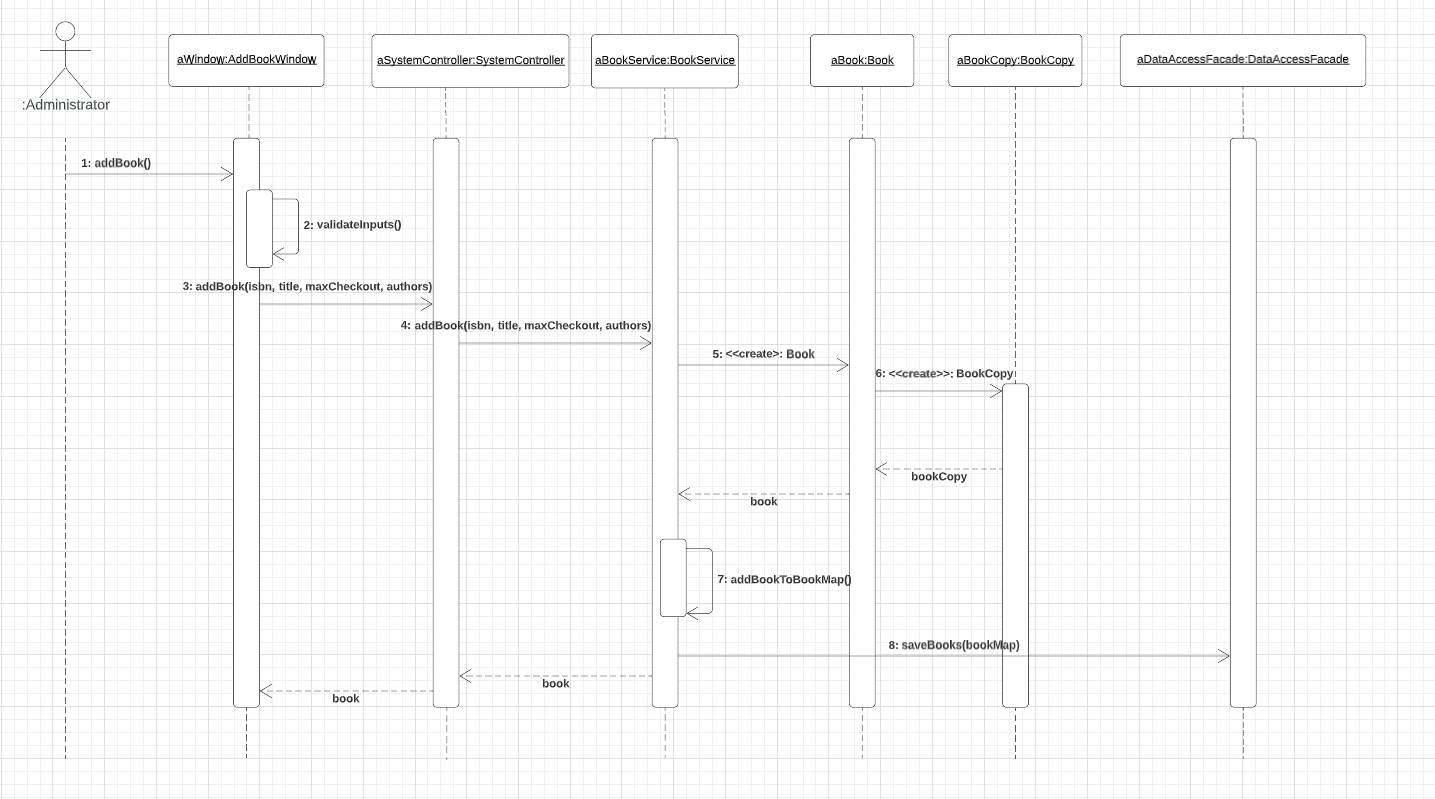 :Administrator
aWindow:AddBookWindow
aSystemController:SystemController
aBookService:BookService
aBook:Book
aBookCopy:BookCopy
aDataAccessFacade:DataAccessFacade
1: addBook()
2: validateInputs()
3: addBook(isbn, title, maxCheckout, authors)
4: addBook(isbn, title, maxCheckout, authors)
5: <<create>: Book
6: <<create>>: BookCopy
bookCopy
book
7: addBookToBookMap()
8: saveBooks(bookMap)
book
book